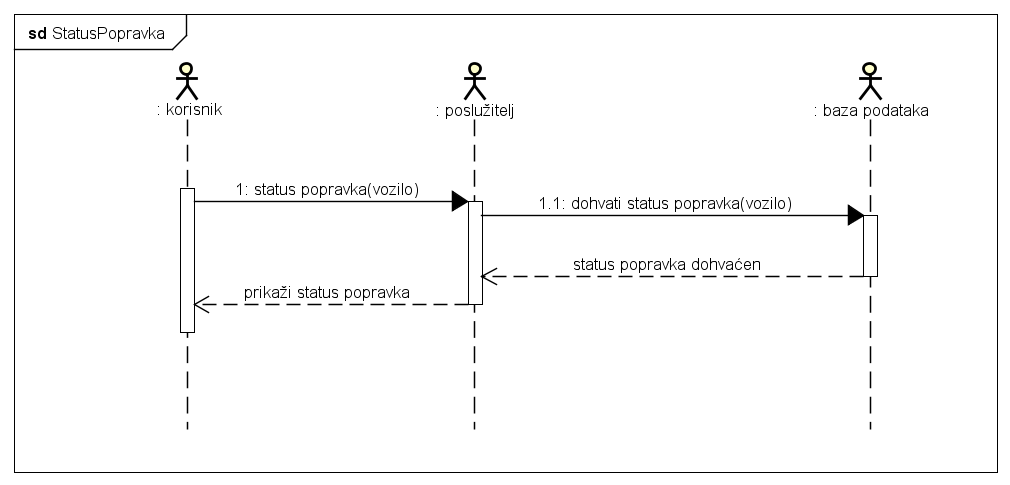 sd StatusPopravka
: korisnik
: poslužitelj
: baza podataka
1: status popravka(vozilo)
1.1: dohvati status popravka(vozilo)
status popravka dohvaćen
prikaži status popravka